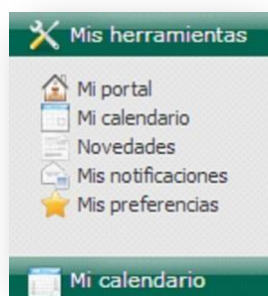 Mis herramientas
Mi portal
Mi calendario
Novedades
Mis notificaciones
Mis preferencias
Mi calendario